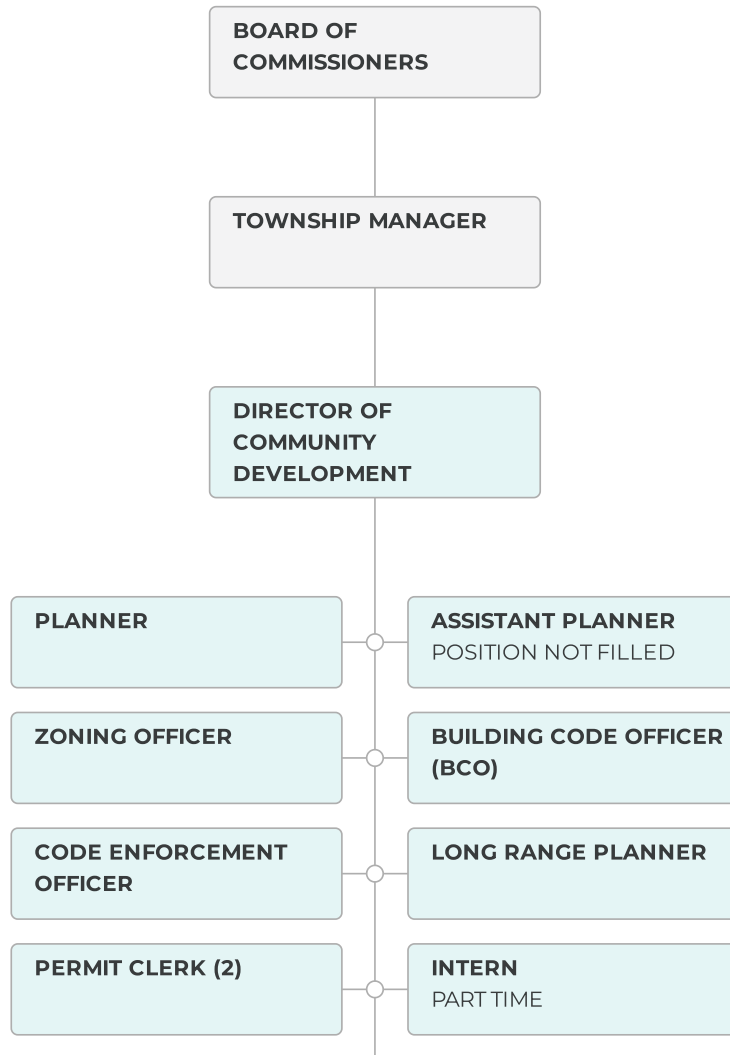 BOARD OF
COMMISSIONERS
TOWNSHIP MANAGER
DIRECTOR OF
COMMUNITY
DEVELOPMENT
PLANNER
ASSISTANT PLANNER
POSITION NOT FILLED
ZONING OFFICER
BUILDING CODE OFFICER
(BCO)
CODE ENFORCEMENT
OFFICER
LONG RANGE PLANNER
PERMIT CLERK (2)
INTERN
PART TIME